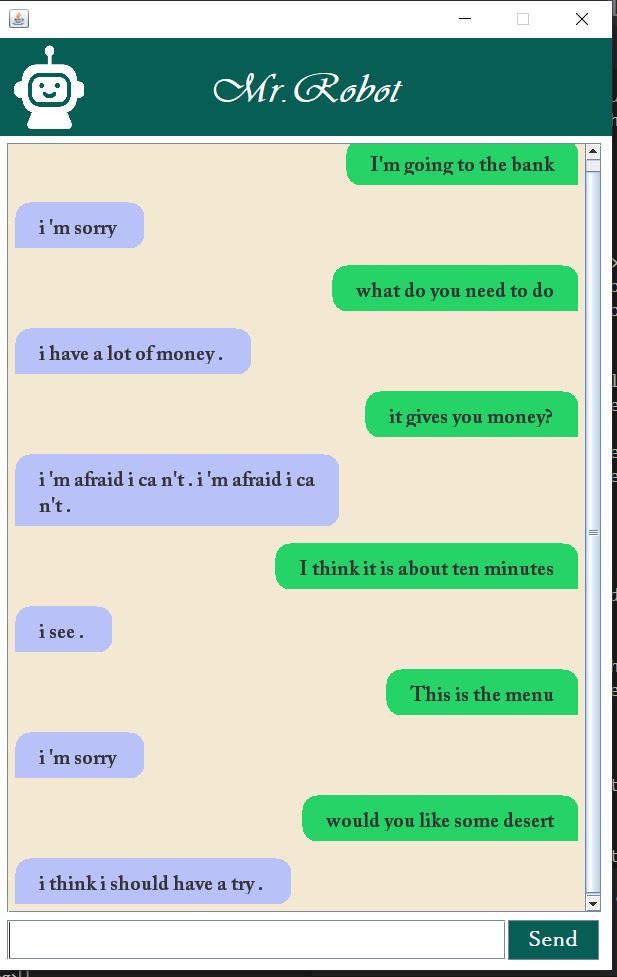 Mr. Robot
I'm going to the bank
i 'm sorry
what do you need to do
i have a lot of money .
it gives you money?
i 'm afraid i ca n't . i 'm afraid i ca
n't .
I think it is about ten minutes
i see .
This is the menu
i 'm sorry
would you like some desert
i think i should have a try .
Send